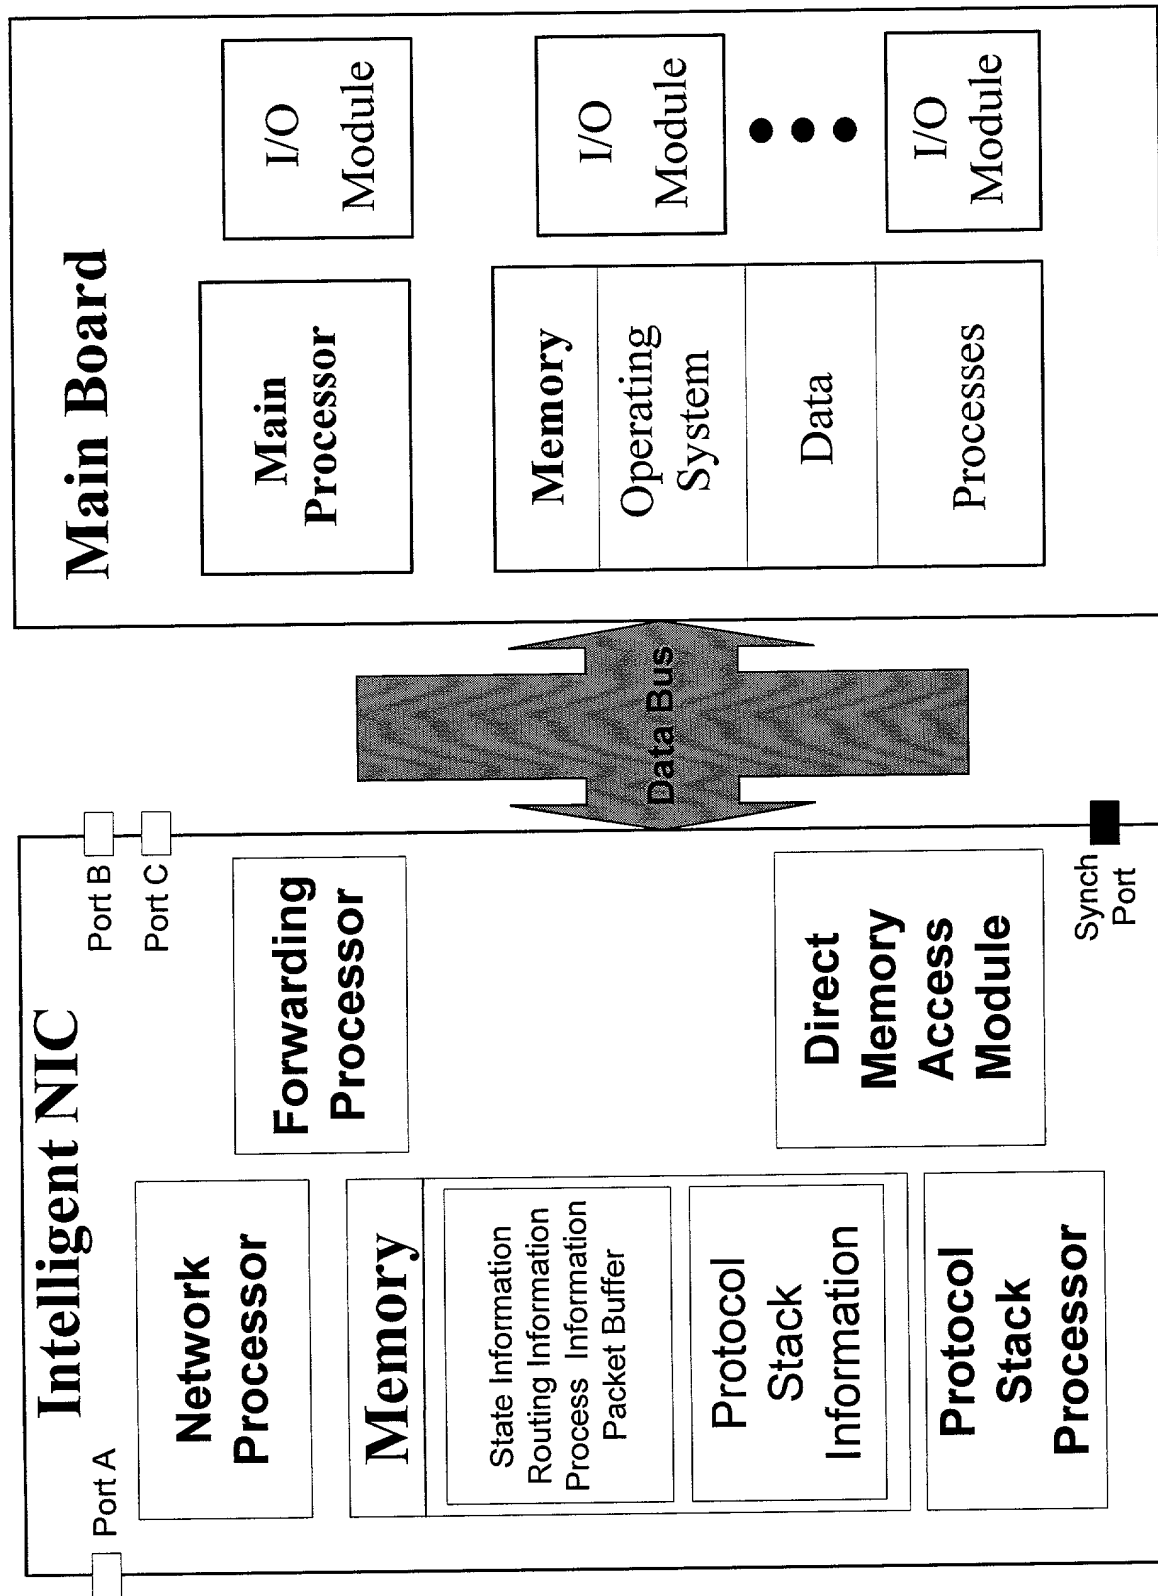 Intelligent NIC
Port A
Port B
Port C
Network
Processor
Forwarding
Processor
Memory
State Information
Routing Information
Process Information
Packet Buffer
Protocol
Stack
Information
Protocol
Stack
Processor
Direct
Memory
Access
Module
Synch
Port
Data Bus
Main Board
Main
Processor
I/O
Module
Memory
Operating
System
Data
Processes
I/O
Module
I/O
Module